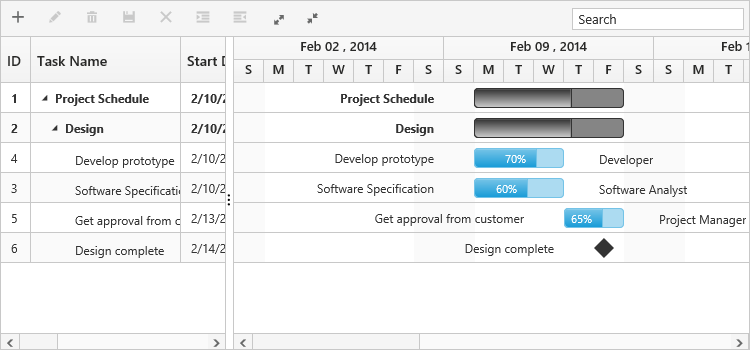 Search
ID Task Name Start D
Feb 02 , 2014 Feb 09 , 2014 Feb 1
S M T W T F S S M T W T F S S M T
1 Project Schedule 2/10/2 Project Schedule
2 Design 2/10/2 Design
4 Develop prototype 2/10/2 Develop prototype 70% Developer
3 Software Specificatio 2/10/2 Software Specification 60% Software Analyst
5 Get approval from c 2/13/2 Get approval from customer 65% Project Manager
6 Design complete 2/14/2 Design complete